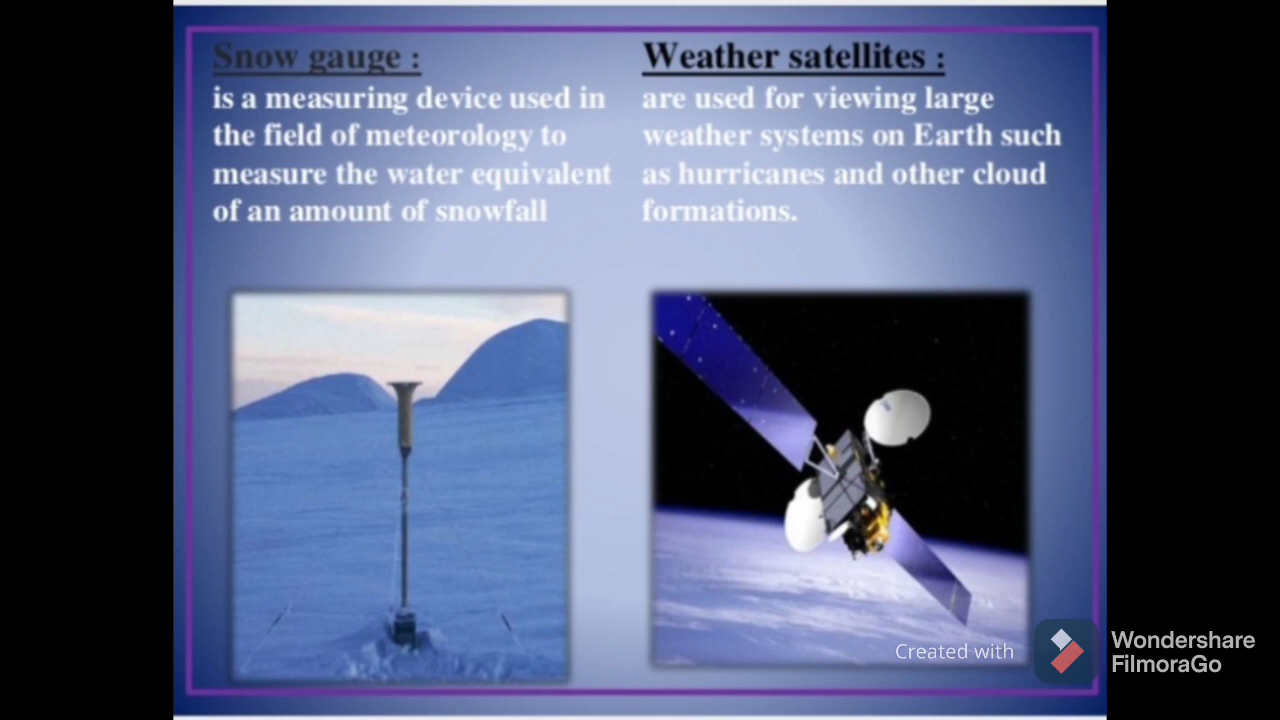 Snow gauge :
is a measuring device used in
the field of meteorology to
measure the water equivalent
of an amount of snowfall
Weather satellites :
are used for viewing large
weather systems on Earth such
as hurricanes and other cloud
formations.
Created with
Wondershare
FilmoraGo